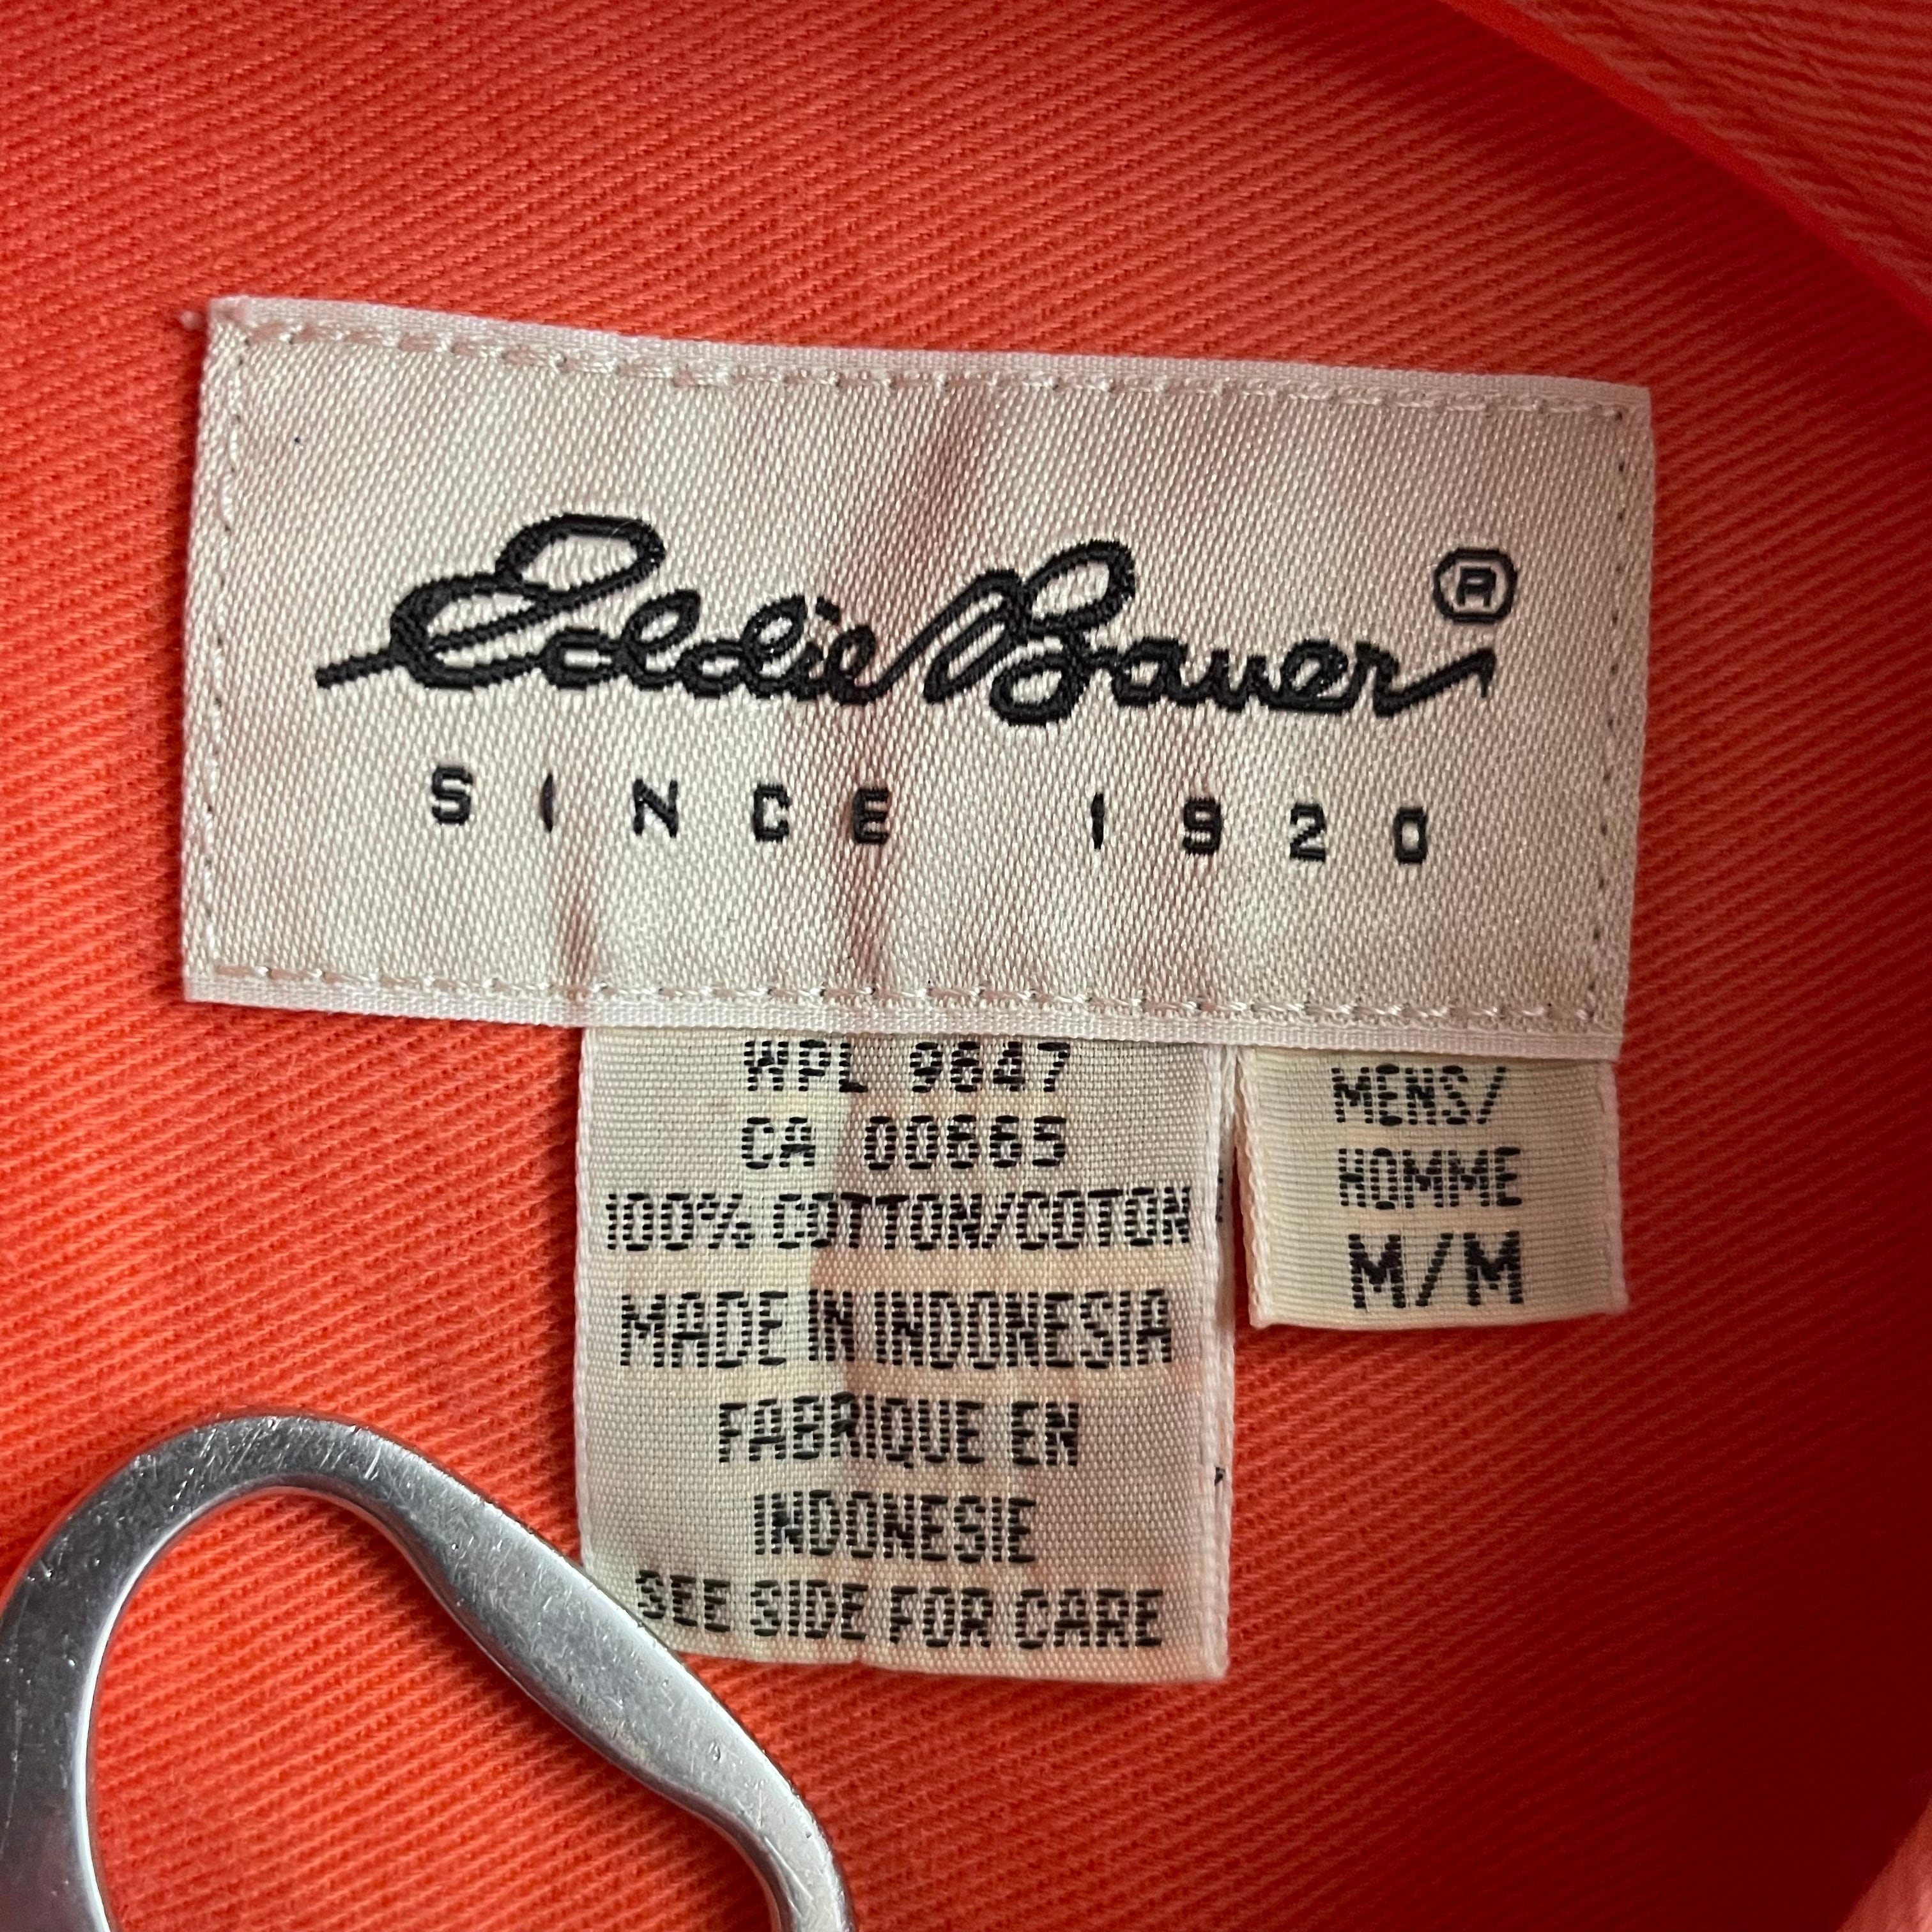 Eddie Bauer®
SINCE 1920
WPL 9647
CA 00665
100% COTTON/COTON
MADE IN INDONESIA
FABRIQUE EN
INDONESIE
SEE SIDE FOR CARE
MENS/
HOMME
M/M